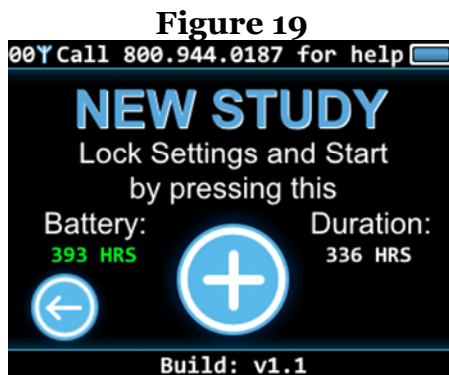 Figure 19
00 Call 800.944.0187 for help
NEW STUDY
Lock Settings and Start
by pressing this
Battery: Duration:
393 HRS 336 HRS
Build: v1.1